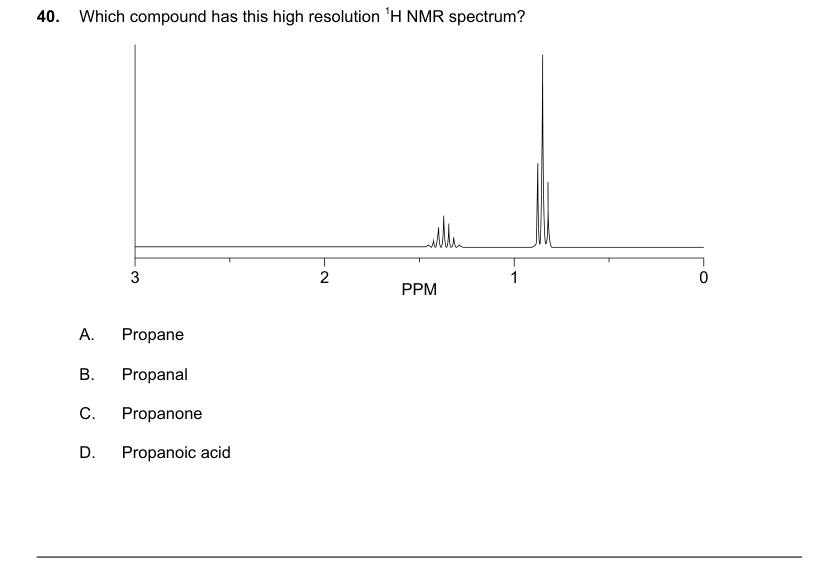 40. Which compound has this high resolution ¹H NMR spectrum?
3 2 1 0
PPM
A. Propane
B. Propanal
C. Propanone
D. Propanoic acid